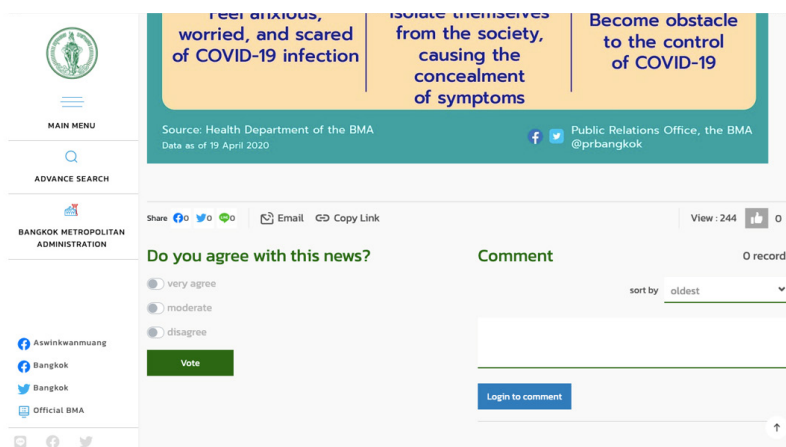 MAIN MENU
ADVANCE SEARCH
BANGKOK METROPOLITAN
ADMINISTRATION
Aswinkwanmuang
Bangkok
Bangkok
Official BMA
Feel anxious,
worried, and scared
of COVID-19 infection
Isolate themselves
from the society,
causing the
concealment
of symptoms
Become obstacle
to the control
of COVID-19
Source: Health Department of the BMA
Data as of 19 April 2020
Public Relations Office, the BMA
@prbangkok
Share 0 0 0 Email Copy Link
View : 244 0
Do you agree with this news?
very agree
moderate
disagree
Vote
Comment 0 record
sort by oldest
Login to comment